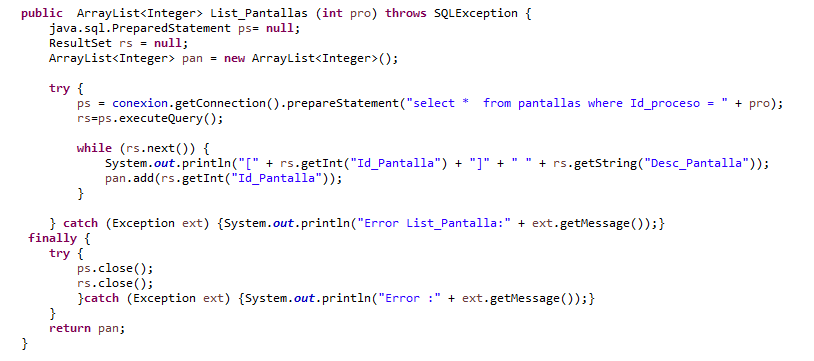 public  ArrayList<Integer> List_Pantallas (int pro) throws SQLException {
java.sql.PreparedStatement ps= null;
ResultSet rs = null;
ArrayList<Integer> pan = new ArrayList<Integer>();
try {
ps = conexion.getConnection().prepareStatement("select *  from pantallas where Id_proceso = " + pro);
rs=ps.executeQuery();
while (rs.next()) {
System.out.println("[" + rs.getInt("Id_Pantalla") + "]" + " " + rs.getString("Desc_Pantalla"));
pan.add(rs.getInt("Id_Pantalla"));
}
} catch (Exception ext) {System.out.println("Error List_Pantalla:" + ext.getMessage());}
finally {
try {
ps.close();
rs.close();
}catch (Exception ext) {System.out.println("Error :" + ext.getMessage());}
}
return pan;
}